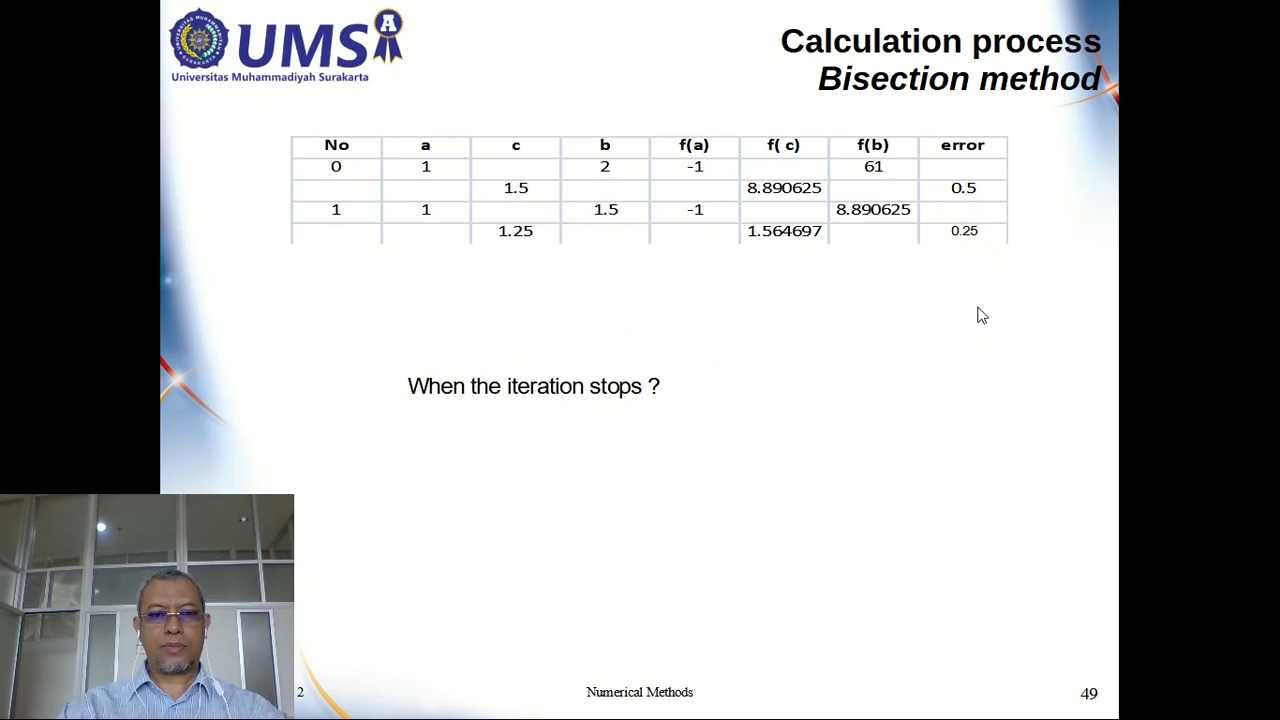 UMS
A
Universitas Muhammadiyah Surakarta
Calculation process
Bisection method
No a c b f(a) f( c) f(b) error
0 1 2 -1 61
1.5 8.890625 0.5
1 1 1.5 -1 8.890625
1.25 1.564697 0.25
When the iteration stops ?
2 Numerical Methods 49